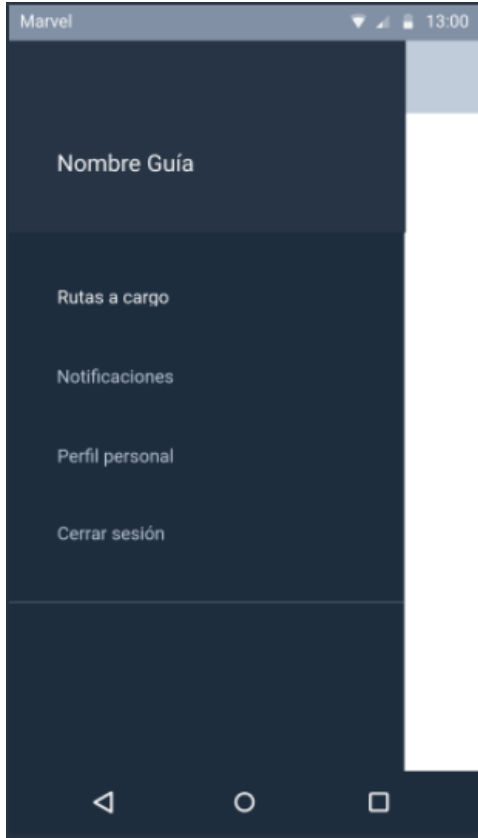 Marvel 13:00
Nombre Guía
Rutas a cargo
Notificaciones
Perfil personal
Cerrar sesión